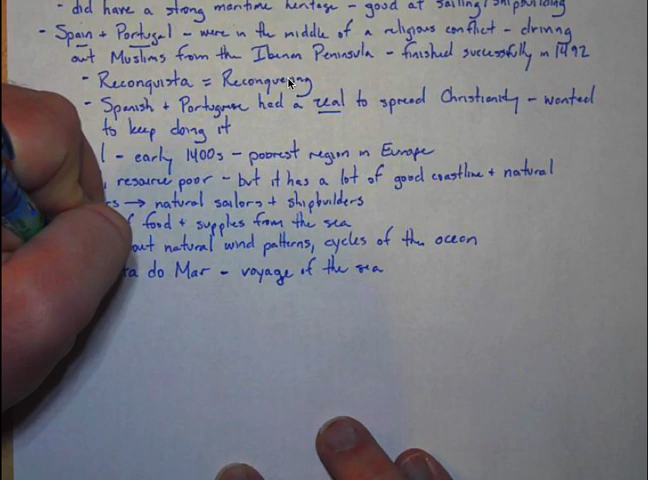 - did have a strong maritime heritage - good at sailing/shipbuilding
- Spain + Portugal - were in the middle of a religious conflict - driving
out Muslims from the Iberian Peninsula - finished successfully in 1492
- Reconquista = Reconquering
- Spanish + Portuguese had a zeal to spread Christianity - wanted
to keep doing it
l - early 1400s - poorest region in Europe
resource poor - but it has a lot of good coastline + natural
rs → natural sailors + shipbuilders
f food + supplies from the sea
out natural wind patterns, cycles of the ocean
ta do Mar - voyage of the sea